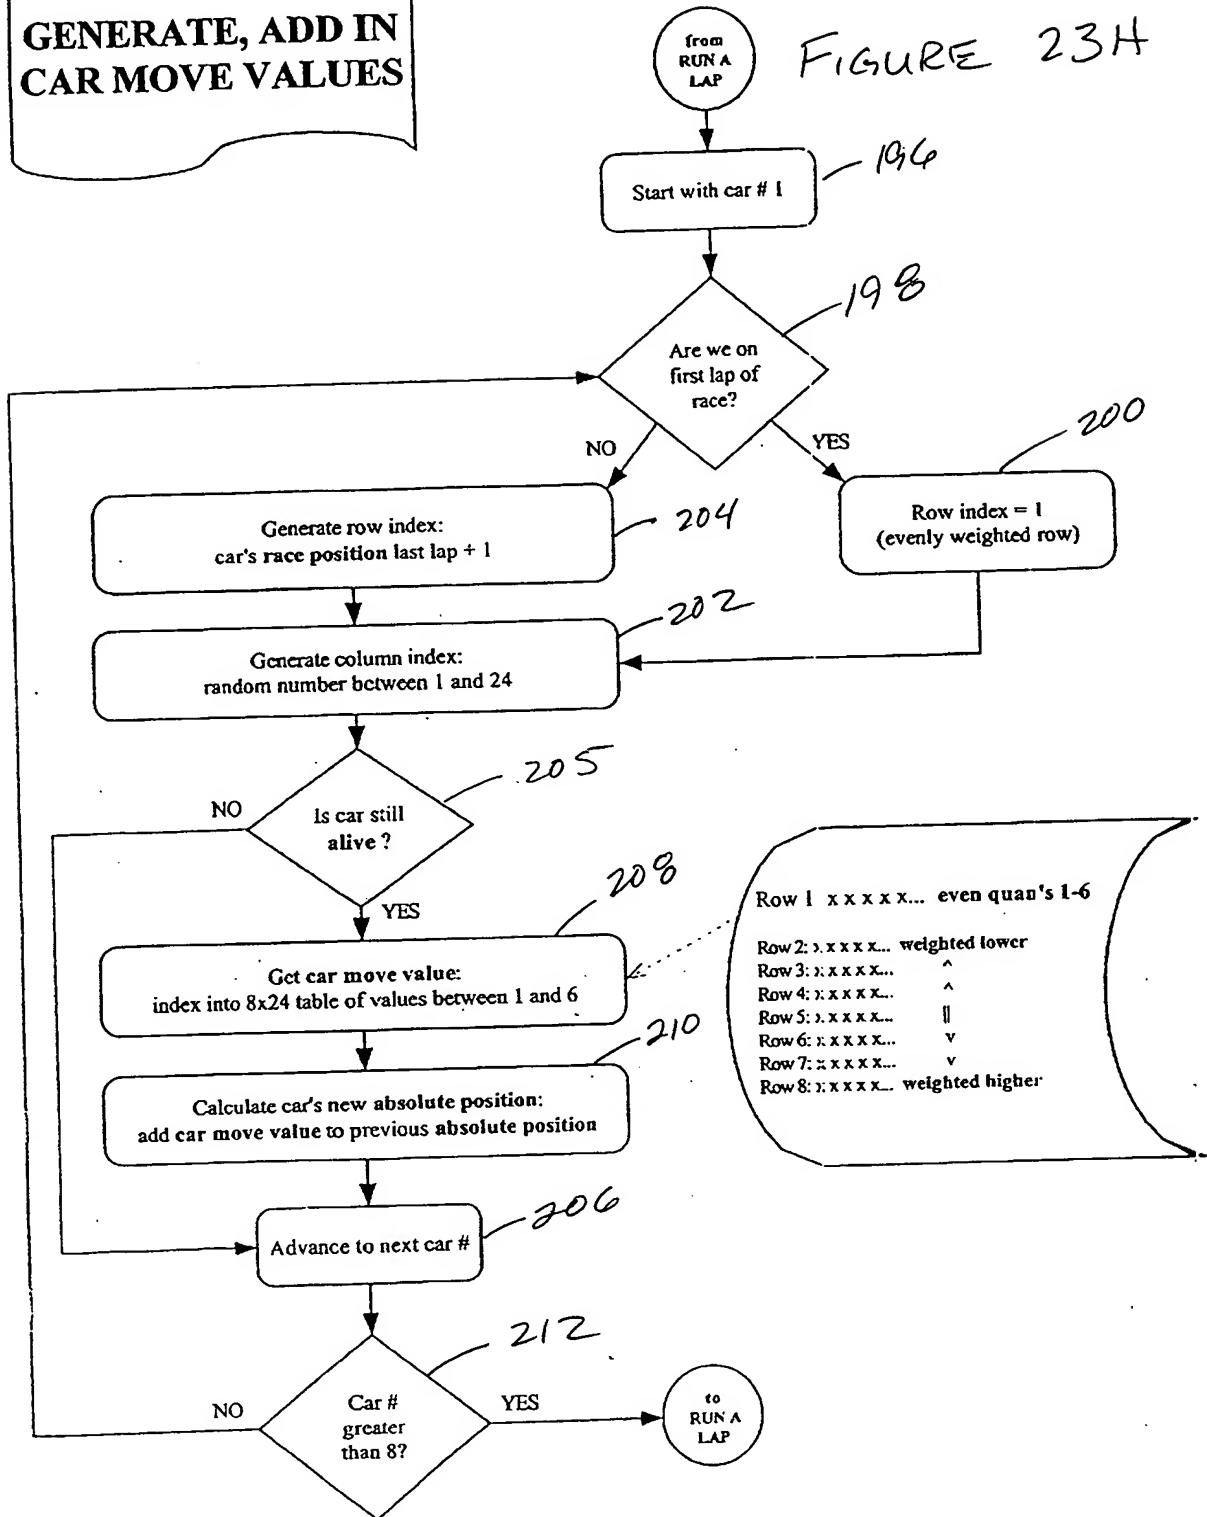 GENERATE, ADD IN
CAR MOVE VALUES
from
RUN A
LAP
FIGURE 23H
Start with car # 1
196
Are we on
first lap of
race?
198
NO
YES
200
Row index = 1
(evenly weighted row)
Generate row index:
car's race position last lap + 1
204
Generate column index:
random number between 1 and 24
202
Is car still
alive ?
205
NO
YES
208
Get car move value:
index into 8x24 table of values between 1 and 6
Row 1 x x x x x... even quan's 1-6
Row 2: x x x x x... weighted lower
Row 3: x x x x x... ^
Row 4: x x x x x... ^
Row 5: x x x x x... ||
Row 6: x x x x x... v
Row 7: x x x x x... v
Row 8: x x x x x... weighted higher
210
Calculate car's new absolute position:
add car move value to previous absolute position
206
Advance to next car #
212
Car #
greater
than 8?
NO
YES
to
RUN A
LAP